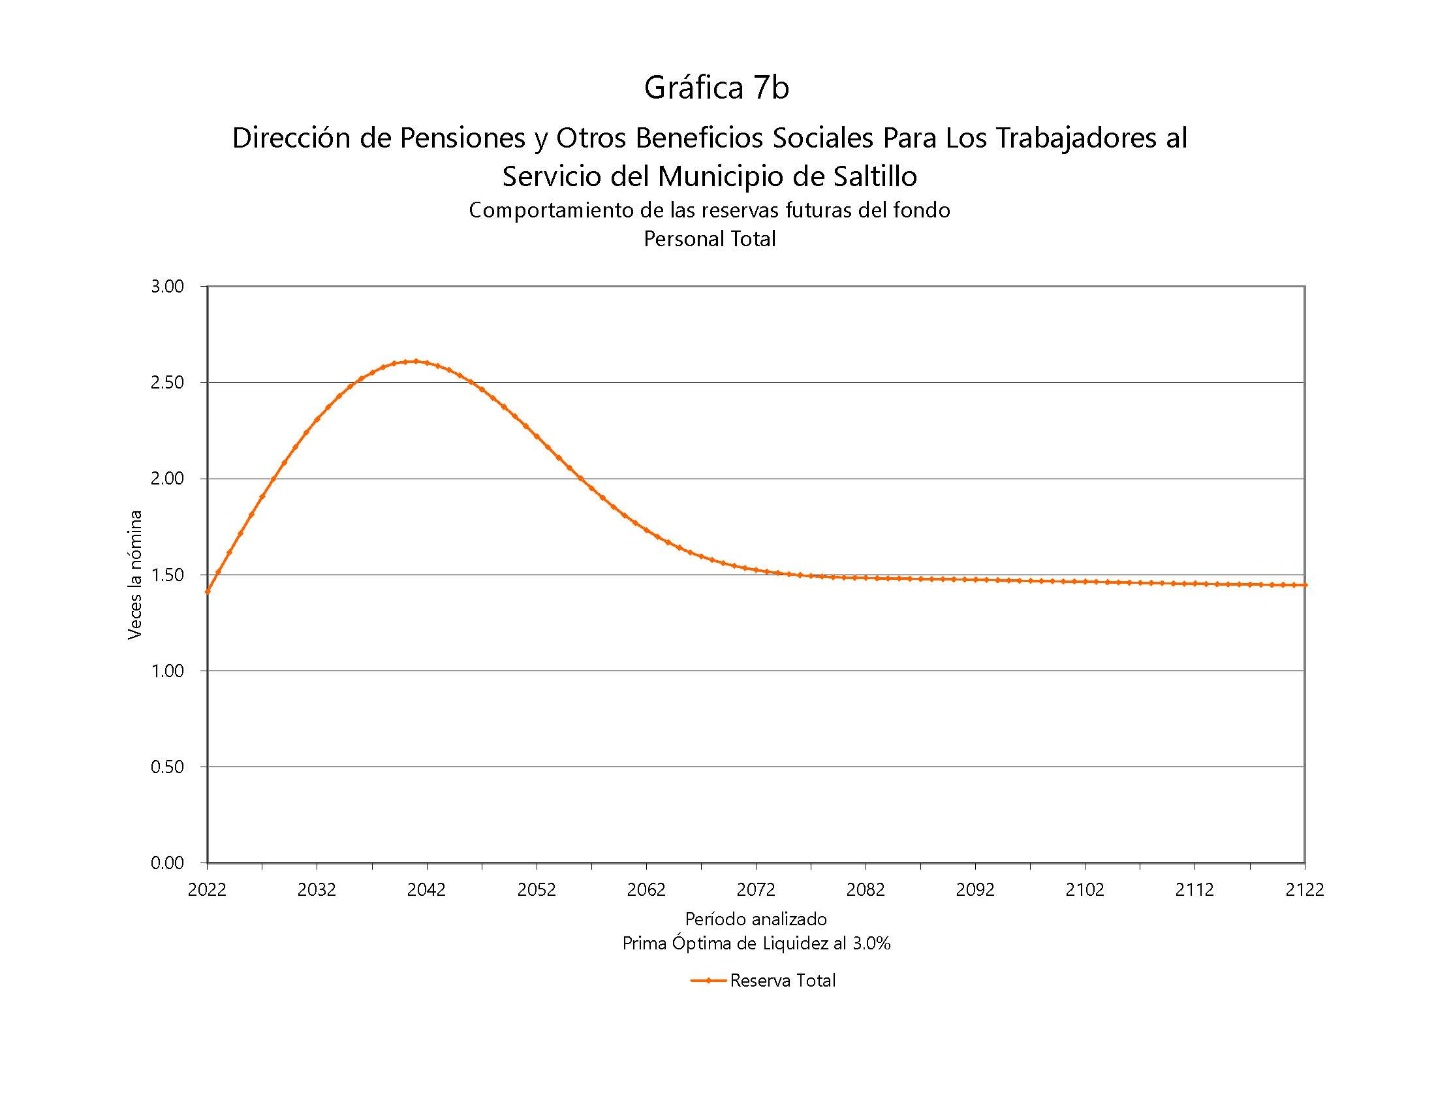 Gráfica 7b
Dirección de Pensiones y Otros Beneficios Sociales Para Los Trabajadores al
Servicio del Municipio de Saltillo
Comportamiento de las reservas futuras del fondo
Personal Total
3.00
2.50
2.00
1.50
1.00
0.50
0.00
Veces la nómina
2022 2032 2042 2052 2062 2072 2082 2092 2102 2112 2122
Período analizado
Prima Óptima de Liquidez al 3.0%
Reserva Total